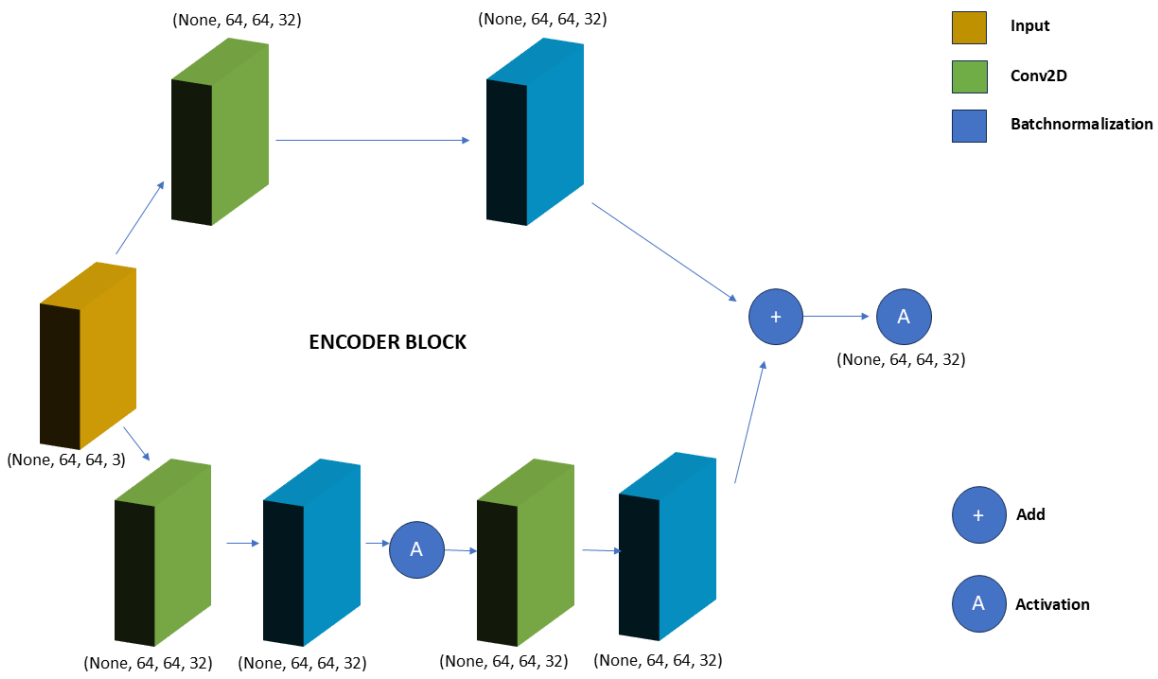 (None, 64, 64, 32)
(None, 64, 64, 32)
Input
Conv2D
Batchnormalization
+
A
ENCODER BLOCK
(None, 64, 64, 32)
(None, 64, 64, 3)
A
+
Add
A
Activation
(None, 64, 64, 32)
(None, 64, 64, 32)
(None, 64, 64, 32)
(None, 64, 64, 32)